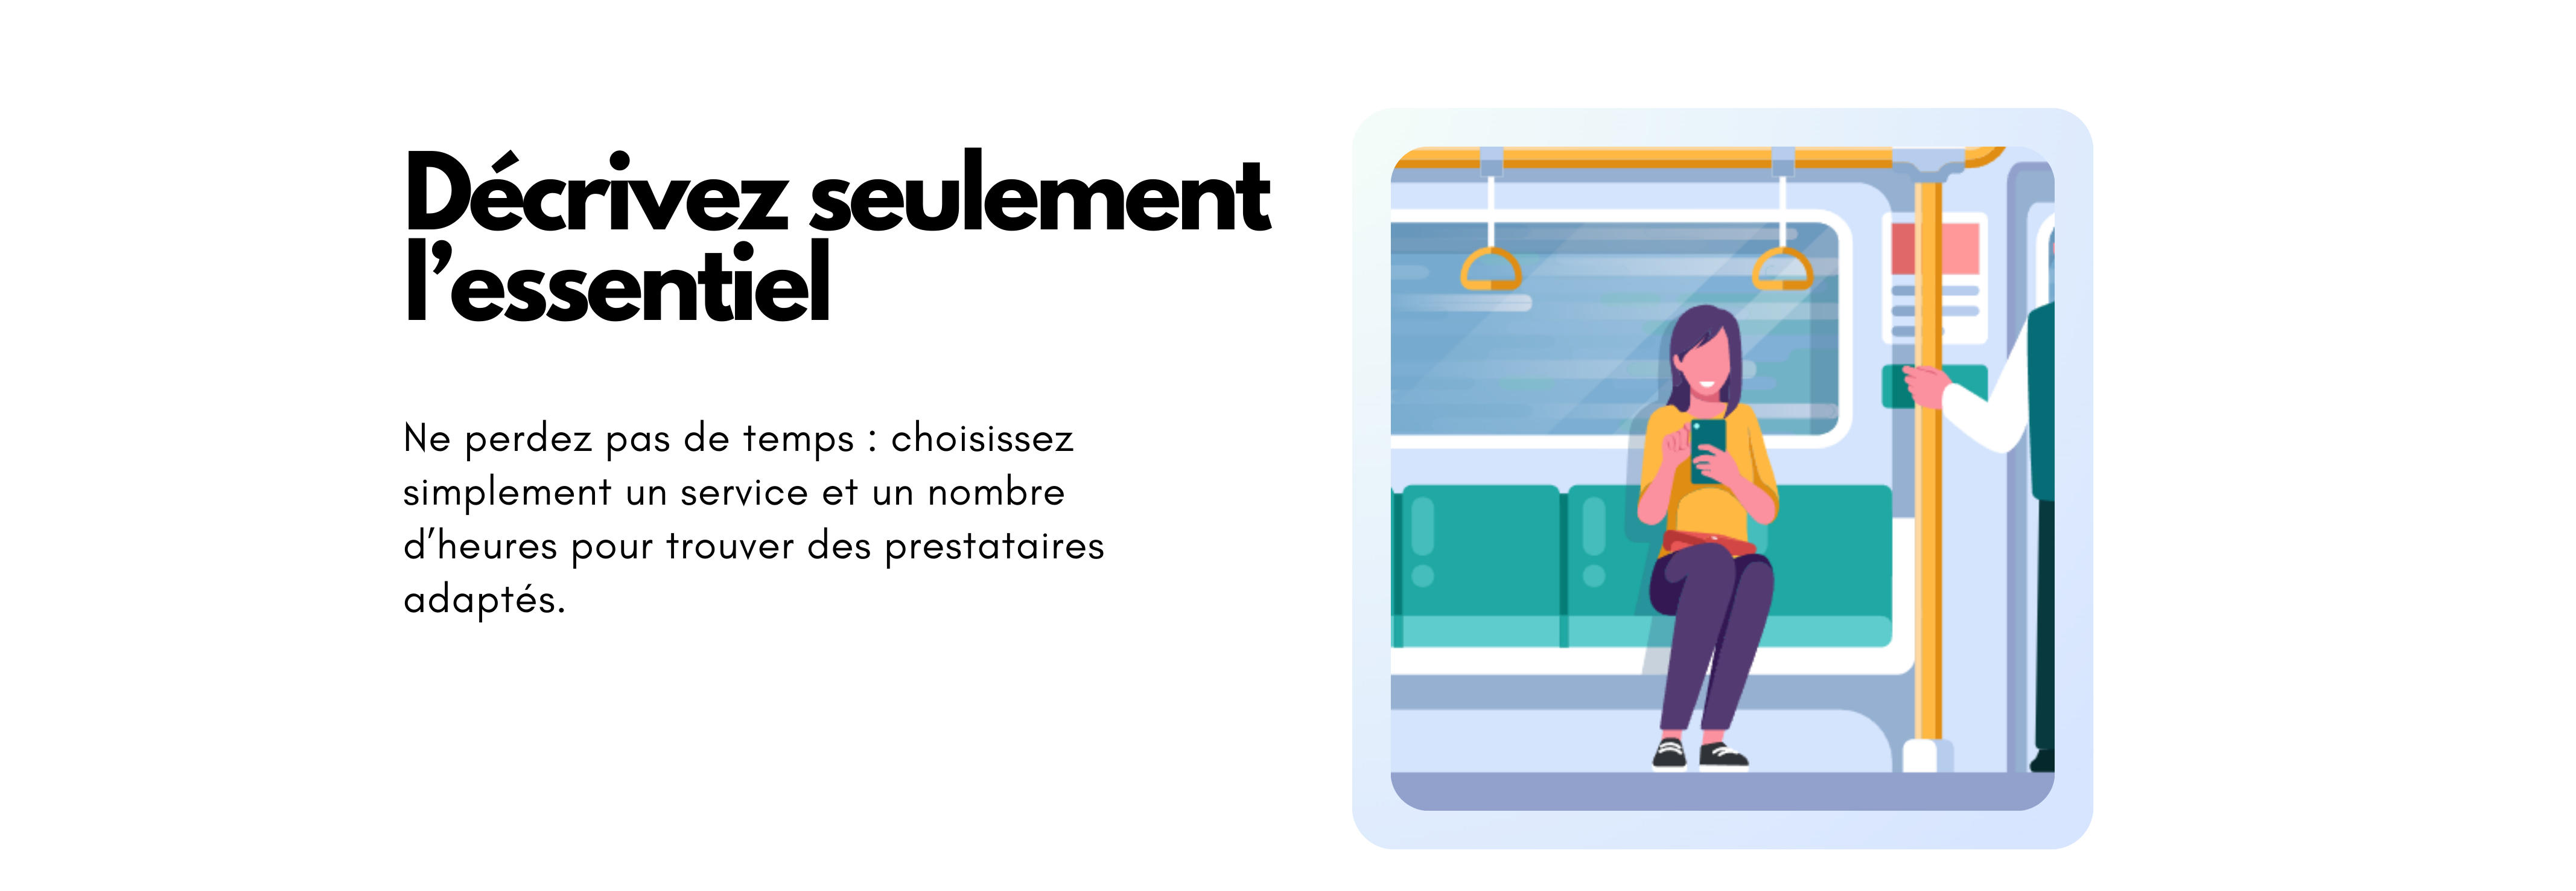 Décrivez seulement
l’essentiel
Ne perdez pas de temps : choisissez
simplement un service et un nombre
d’heures pour trouver des prestataires
adaptés.